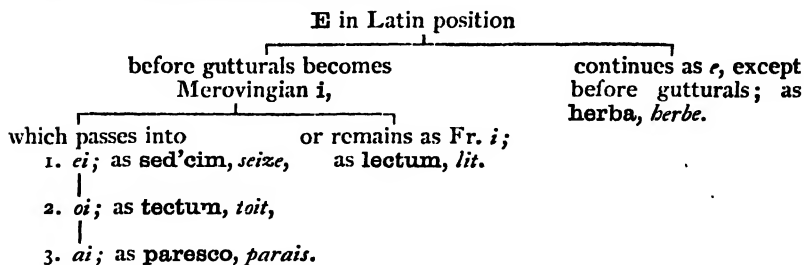 E in Latin position
before gutturals becomes
Merovingian i,
continues as e, except
before gutturals; as
herba, herbe.
which passes into
1. ei; as sed'cim, seize,
2. oi; as tectum, toit,
3. ai; as paresco, parais.
or remains as Fr. i;
as lectum, lit.